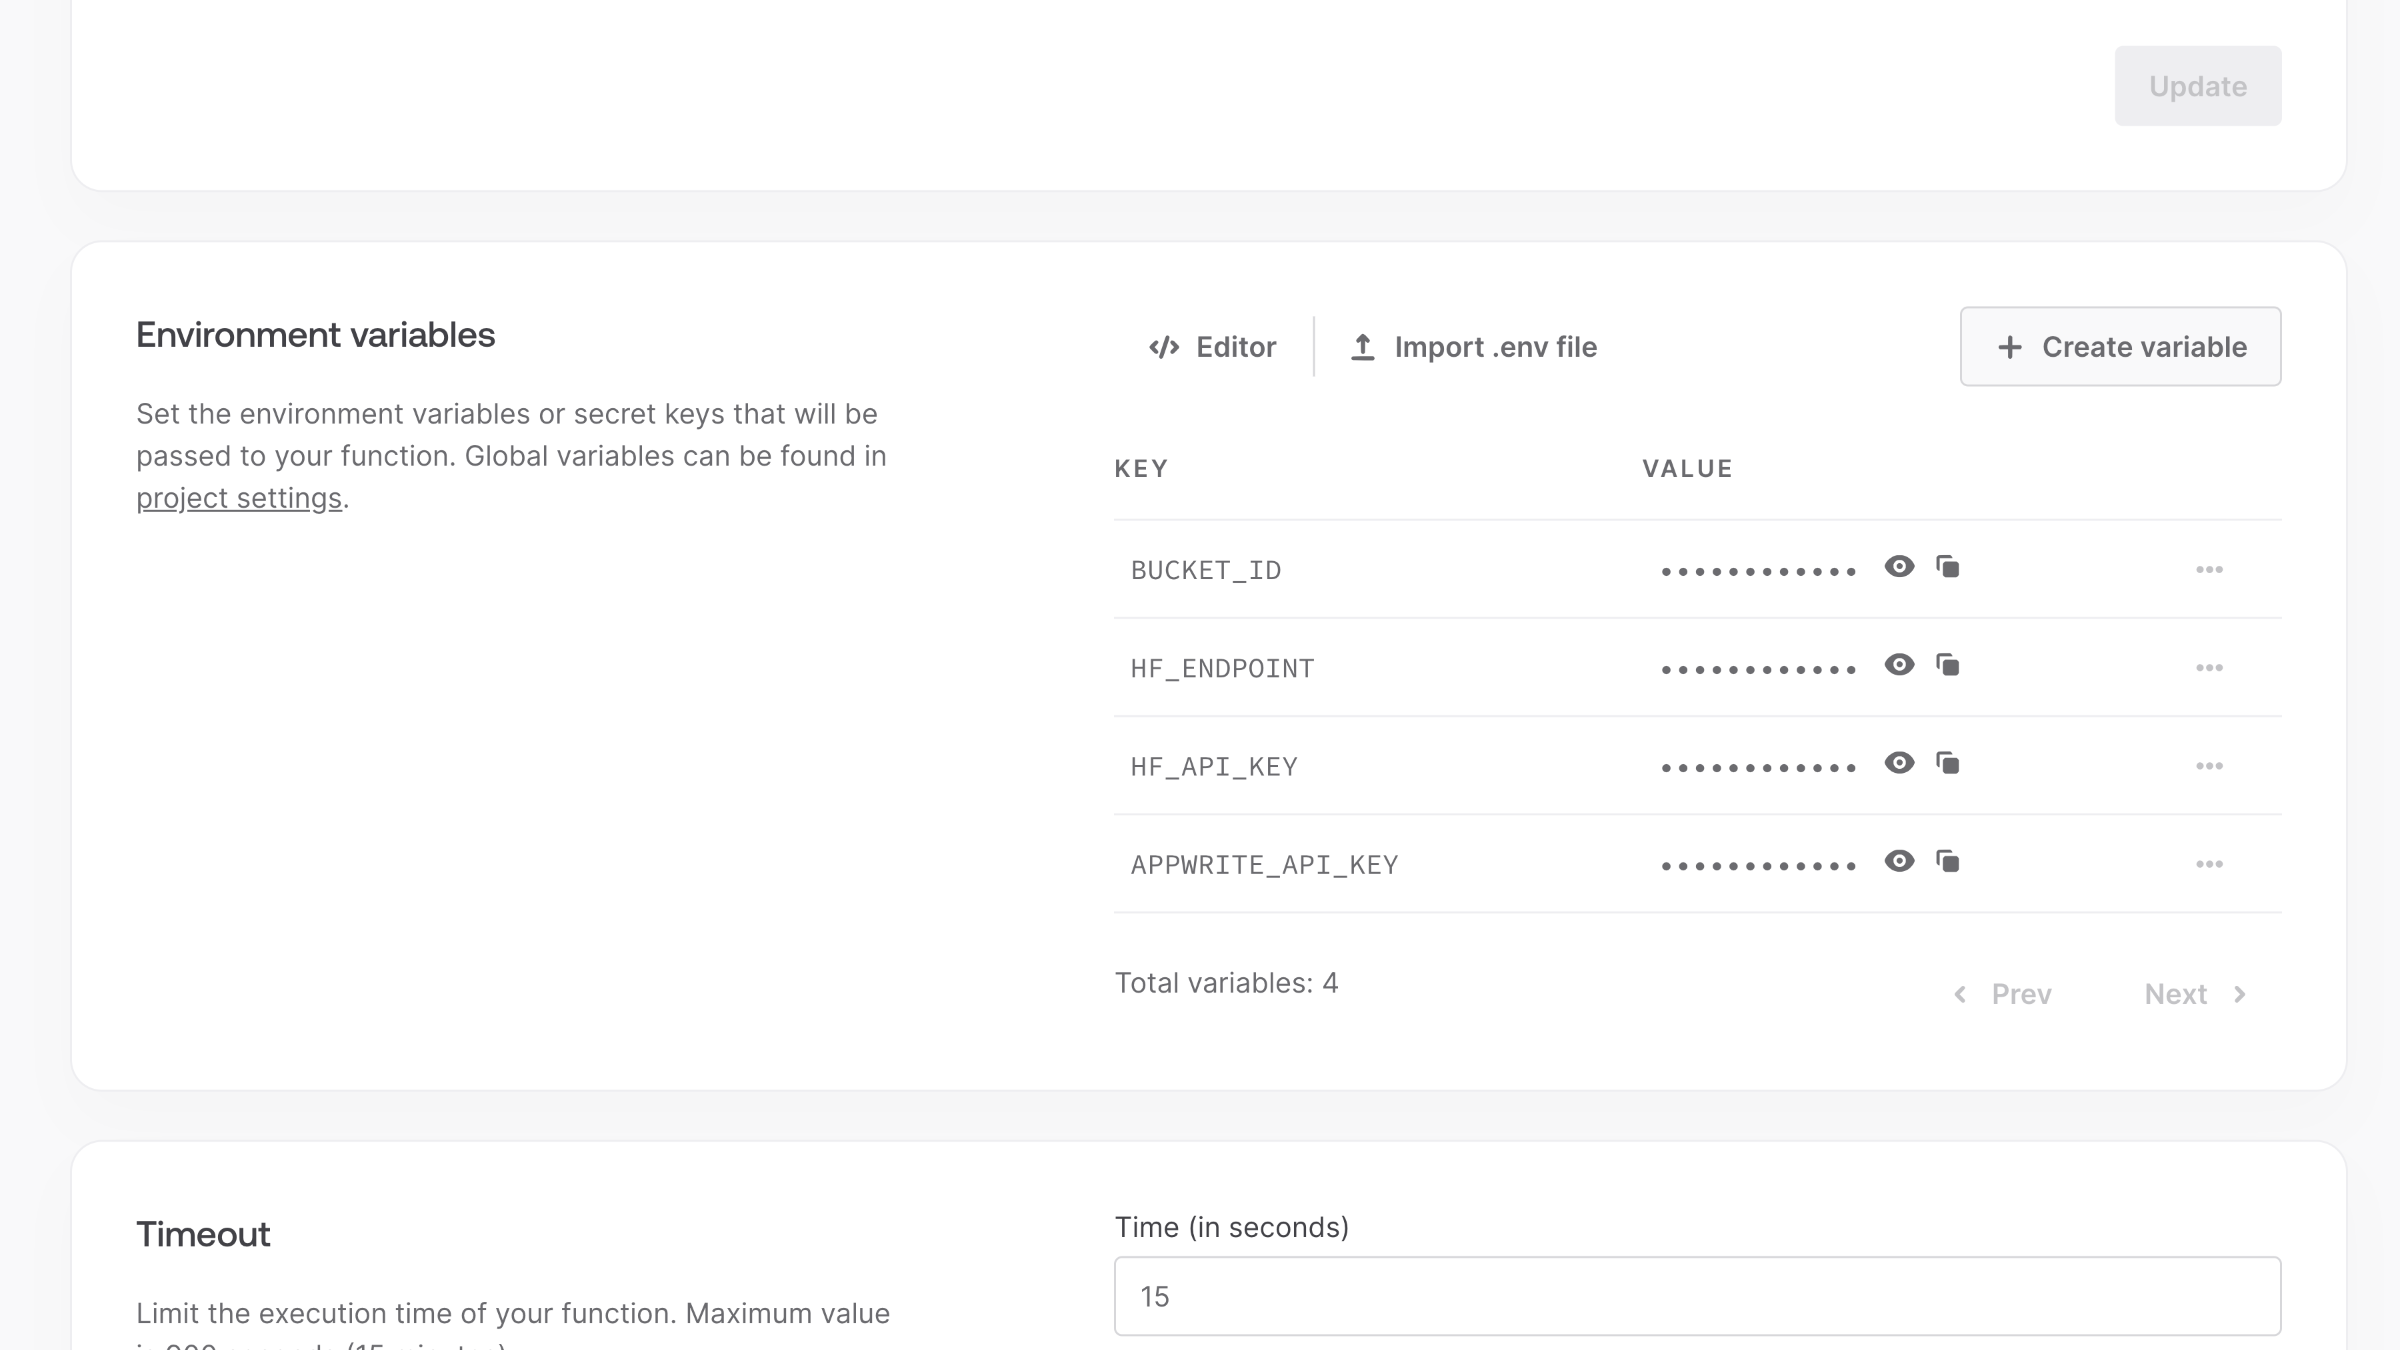 Update
Environment variables
Set the environment variables or secret keys that will be
passed to your function. Global variables can be found in
project settings.
Editor
Import .env file
Create variable
KEY VALUE
BUCKET_ID ••••••••••••
HF_ENDPOINT ••••••••••••
HF_API_KEY ••••••••••••
APPWRITE_API_KEY ••••••••••••
Total variables: 4
Prev Next
Timeout
Limit the execution time of your function. Maximum value
Time (in seconds)
15